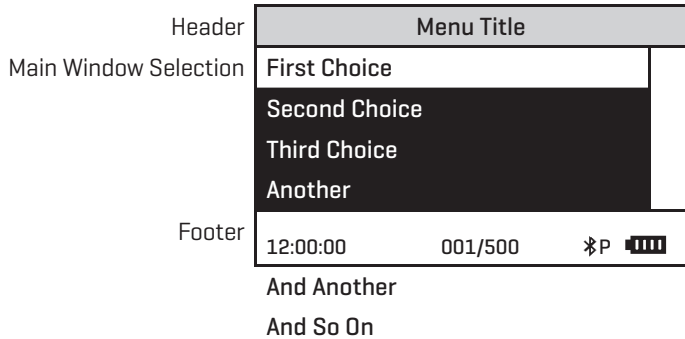 Header Menu Title
Main Window Selection First Choice
Second Choice
Third Choice
Another
Footer 12:00:00 001/500 P
And Another
And So On